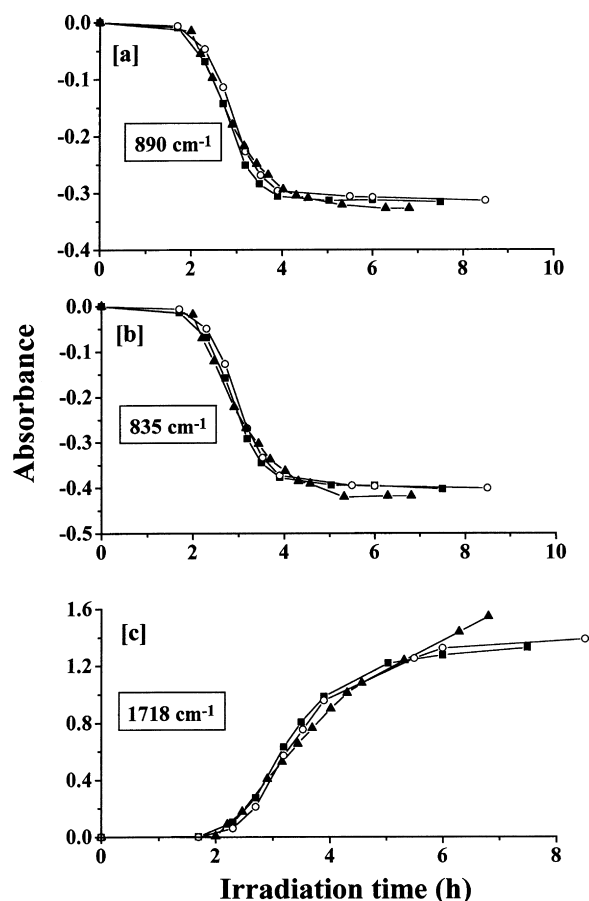 Absorbance
0.0
[a]
-0.1
890 cm-1
-0.2
-0.3
-0.4
0 2 4 6 8 10
0.0
[b]
-0.1
-0.2
835 cm-1
-0.3
-0.4
-0.5
0 2 4 6 8 10
1.6
[c]
1.2
1718 cm-1
0.8
0.4
0.0
0 2 4 6 8
Irradiation time (h)